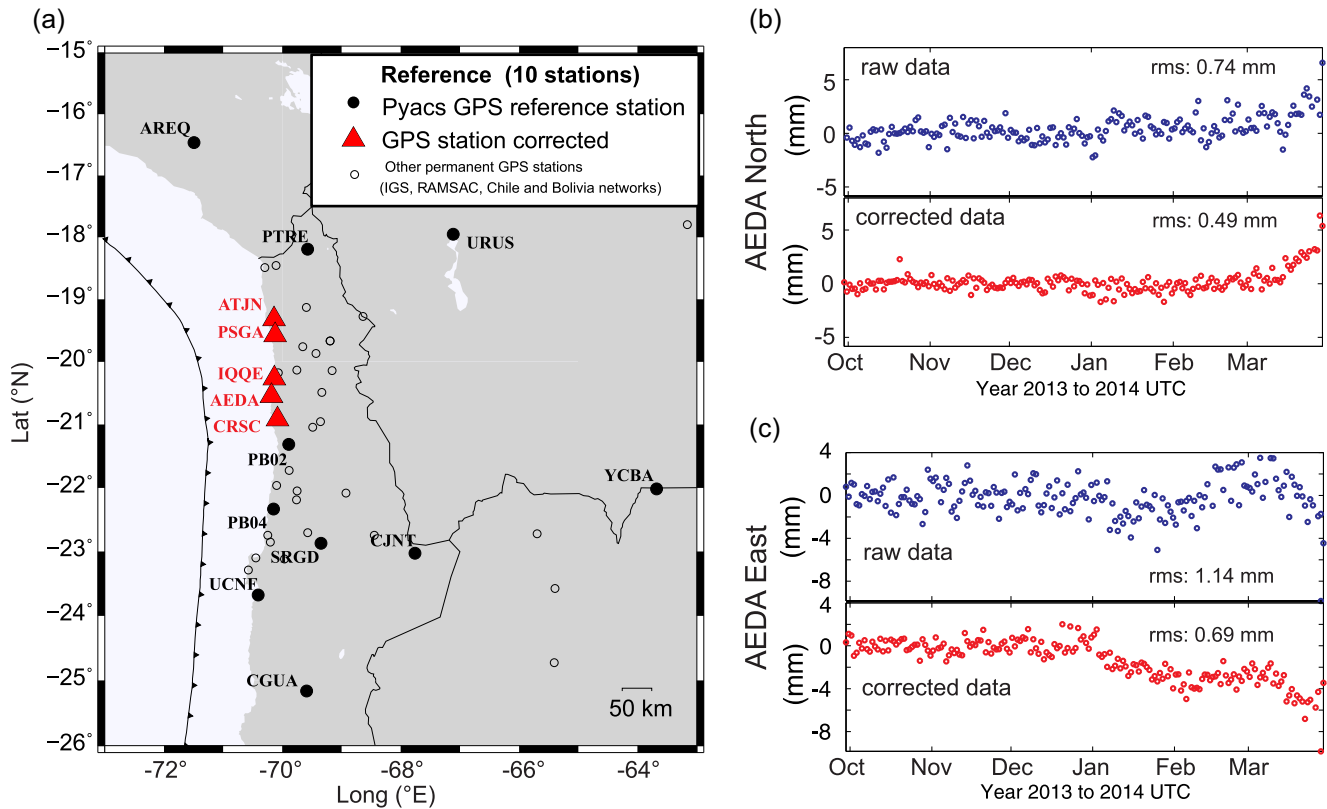 (a)
−15°
−16°
−17°
−18°
−19°
−20°
−21°
−22°
−23°
−24°
−25°
−26°
Lat (°N)
-72
-70
-68
-66
-64
Long (°E)
Reference (10 stations)
Pyacs GPS reference station
GPS station corrected
Other permanent GPS stations
(IGS, RAMSAC, Chile and Bolivia networks)
AREQ
PTRE
URUS
ATJN
PSGA
IQQE
AEDA
CRSC
PB02
YCBA
PB04
SRGD
CJNT
UCNF
CGUA
50 km
(b)
AEDA North
(mm)
(mm)
5
0
-5
raw data
rms: 0.74 mm
5
0
-5
corrected data
rms: 0.49 mm
Oct Nov Dec Jan Feb Mar
Year 2013 to 2014 UTC
(c)
AEDA East
(mm)
(mm)
4
0
-4
-8
raw data
rms: 1.14 mm
4
0
-4
-8
rms: 0.69 mm
corrected data
Oct Nov Dec Jan Feb Mar
Year 2013 to 2014 UTC